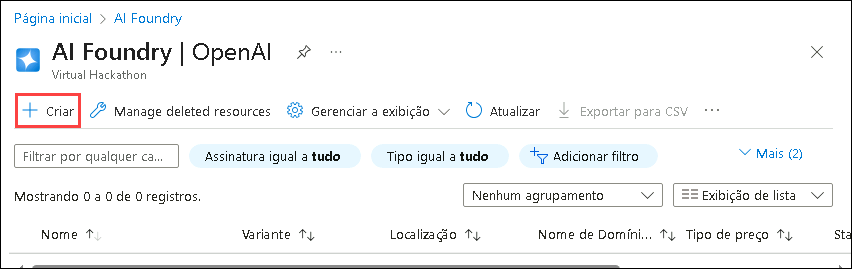 Página inicial > AI Foundry
AI Foundry | OpenAI
Virtual Hackathon
Criar Manage deleted resources Gerenciar a exibição Atualizar Exportar para CSV
Filtrar por qualquer ca... Assinatura igual a tudo Tipo igual a tudo Adicionar filtro Mais (2)
Mostrando 0 a 0 de 0 registros. Nenhum agrupamento Exibição de lista
Nome ↑↓ Variante ↑↓ Localização ↑↓ Nome de Domíni... ↑↓ Tipo de preço ↑↓ Sta